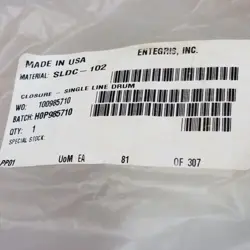 MADE IN USA
ENTEGRIS, INC.
MATERIAL: SLDC-102
CLOSURE - SINGLE LINE DRUM
WO: 100985710
BATCH: H0P985710
QTY: 1
SPECIAL STOCK:
PP01 UoM EA 81 OF 307